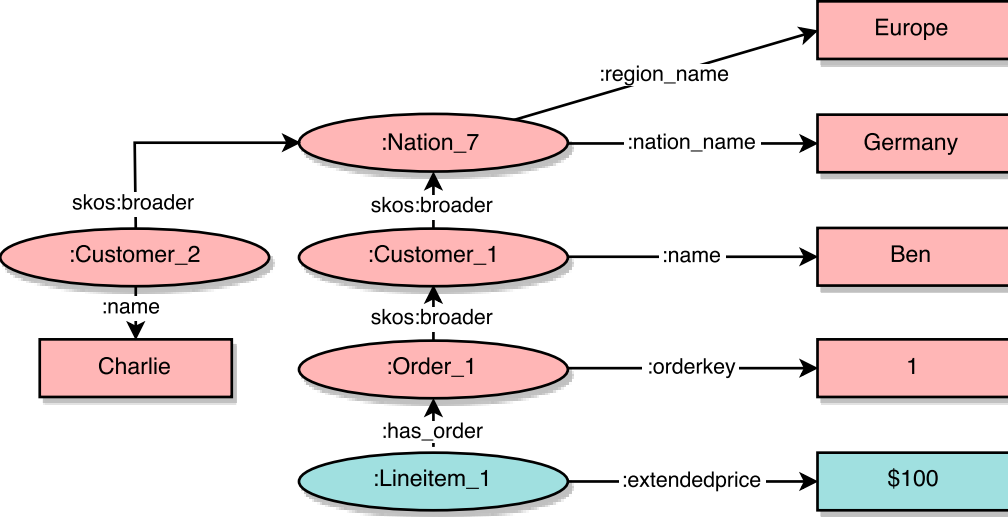 Europe
:region_name
:Nation_7
:nation_name
Germany
skos:broader
skos:broader
:Customer_2
:Customer_1
:name
Ben
:name
skos:broader
Charlie
:Order_1
:orderkey
1
:has_order
:Lineitem_1
:extendedprice
$100